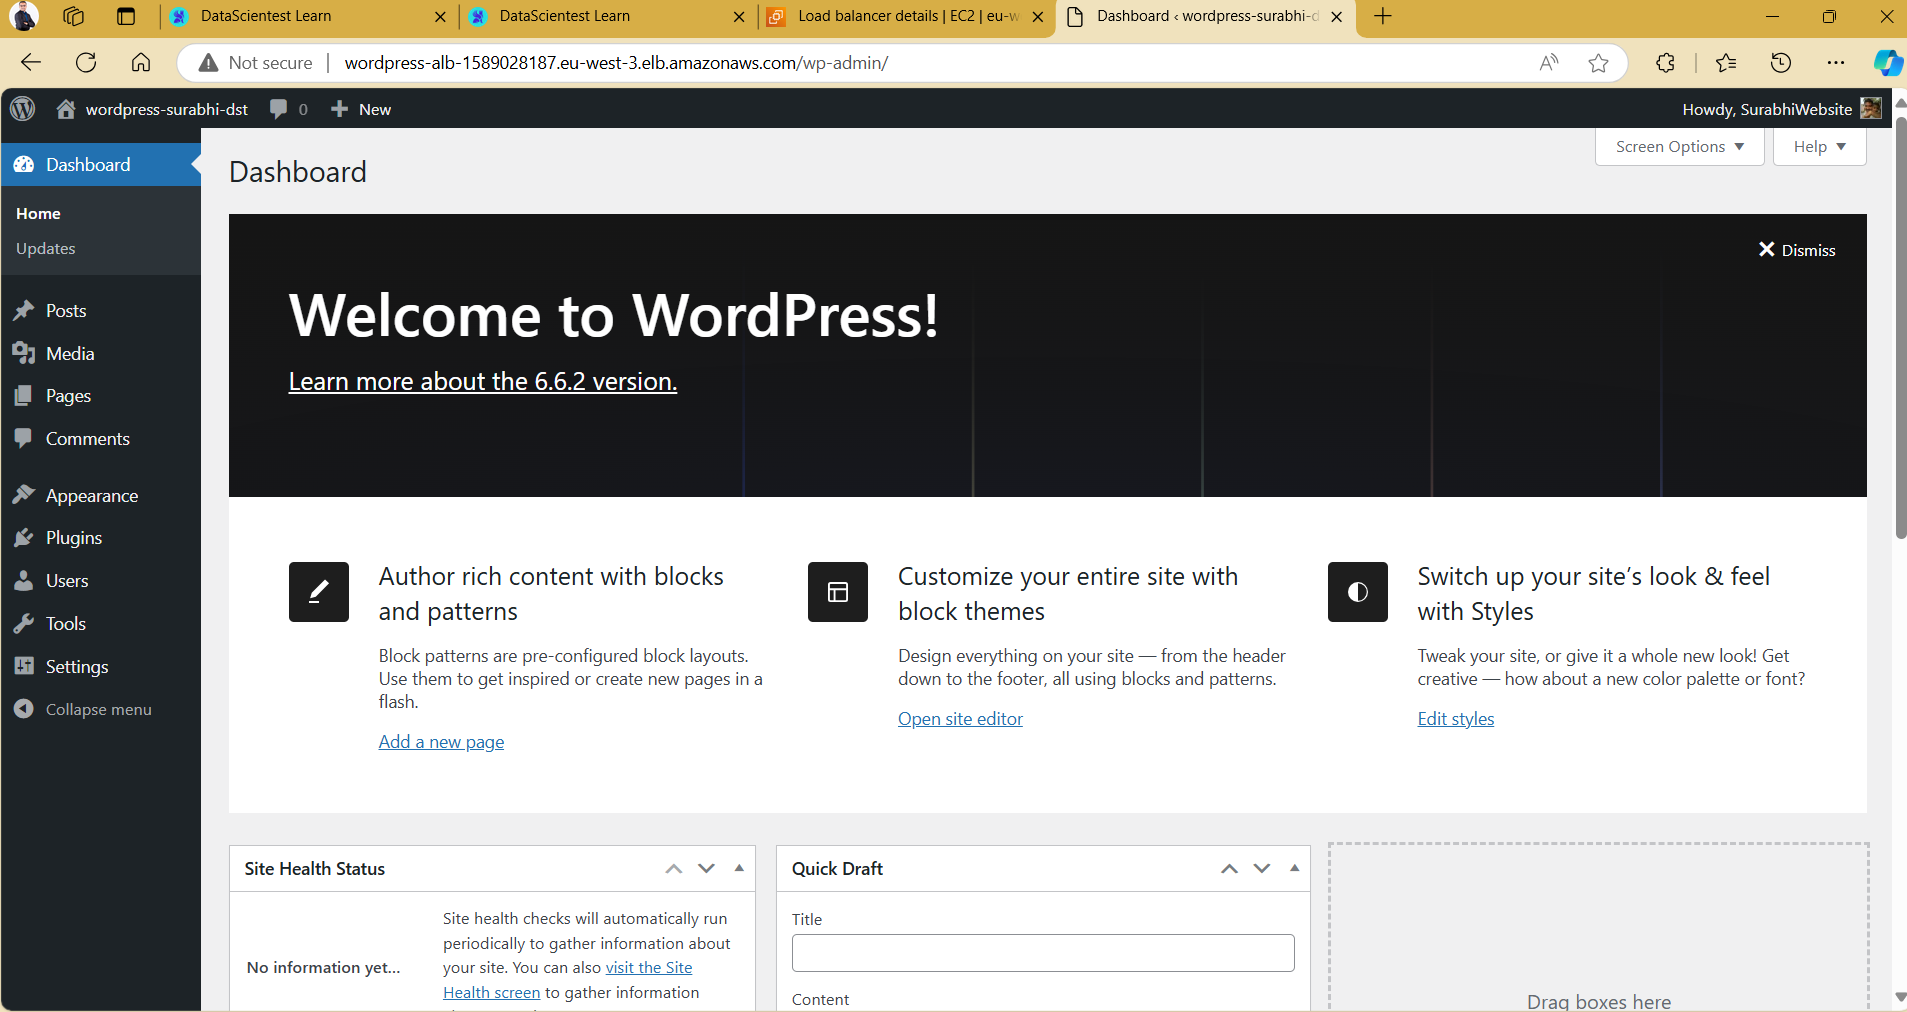 DataScientest Learn
DataScientest Learn
Load balancer details | EC2 | eu-w
Dashboard ‹ wordpress-surabhi-d
Not secure
wordpress-alb-1589028187.eu-west-3.elb.amazonaws.com/wp-admin/
wordpress-surabhi-dst
0
New
Howdy, SurabhiWebsite
Screen Options
Help
Dashboard
Home
Updates
Posts
Media
Pages
Comments
Appearance
Plugins
Users
Tools
Settings
Collapse menu
Dashboard
Dismiss
Welcome to WordPress!
Learn more about the 6.6.2 version.
Author rich content with blocks
and patterns
Block patterns are pre-configured block layouts.
Use them to get inspired or create new pages in a
flash.
Add a new page
Customize your entire site with
block themes
Design everything on your site — from the header
down to the footer, all using blocks and patterns.
Open site editor
Switch up your site’s look & feel
with Styles
Tweak your site, or give it a whole new look! Get
creative — how about a new color palette or font?
Edit styles
Site Health Status
No information yet...
Site health checks will automatically run
periodically to gather information about
your site. You can also visit the Site
Health screen to gather information
Quick Draft
Title
Content
Drag boxes here